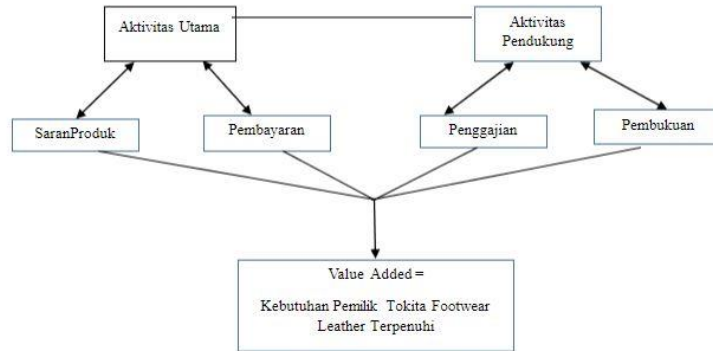 Aktivitas Utama
Aktivitas
Pendukung
SaranProduk
Pembayaran
Penggajian
Pembukuan
Value Added =
Kebutuhan Pemilik Tokita Footwear
Leather Terpenuhi